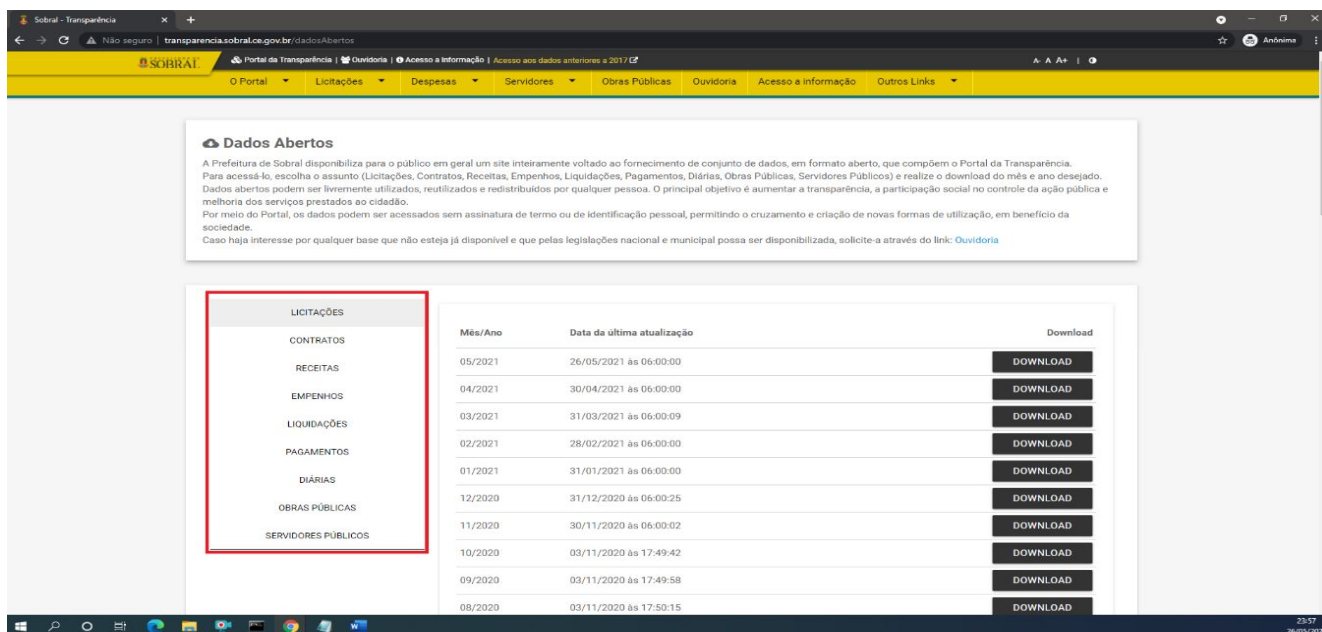 Sobral - Transparência
Não seguro | transparencia.sobral.ce.gov.br/dadosAbertos
Anônima
SOBRAL
Portal da Transparência | Ouvidoria | Acesso a Informação | Acesso aos dados anteriores a 2017
A- A A+ |
O Portal Licitações Despesas Servidores Obras Públicas Ouvidoria Acesso a informação Outros Links
Dados Abertos
A Prefeitura de Sobral disponibiliza para o público em geral um site inteiramente voltado ao fornecimento de conjunto de dados, em formato aberto, que compõem o Portal da Transparência.
Para acessá-lo, escolha o assunto (Licitações, Contratos, Receitas, Empenhos, Liquidações, Pagamentos, Diárias, Obras Públicas, Servidores Públicos) e realize o download do mês e ano desejado.
Dados abertos podem ser livremente utilizados, reutilizados e redistribuídos por qualquer pessoa. O principal objetivo é aumentar a transparência, a participação social no controle da ação pública e
melhoria dos serviços prestados ao cidadão.
Por meio do Portal, os dados podem ser acessados sem assinatura de termo ou de identificação pessoal, permitindo o cruzamento e criação de novas formas de utilização, em benefício da
sociedade.
Caso haja interesse por qualquer base que não esteja já disponível e que pelas legislações nacional e municipal possa ser disponibilizada, solicite-a através do link: Ouvidoria
LICITAÇÕES
CONTRATOS
RECEITAS
EMPENHOS
LIQUIDAÇÕES
PAGAMENTOS
DIÁRIAS
OBRAS PÚBLICAS
SERVIDORES PÚBLICOS
Mês/Ano Data da última atualização Download
05/2021 26/05/2021 às 06:00:00 DOWNLOAD
04/2021 30/04/2021 às 06:00:00 DOWNLOAD
03/2021 31/03/2021 às 06:00:09 DOWNLOAD
02/2021 28/02/2021 às 06:00:00 DOWNLOAD
01/2021 31/01/2021 às 06:00:00 DOWNLOAD
12/2020 31/12/2020 às 06:00:25 DOWNLOAD
11/2020 30/11/2020 às 06:00:02 DOWNLOAD
10/2020 03/11/2020 às 17:49:42 DOWNLOAD
09/2020 03/11/2020 às 17:49:58 DOWNLOAD
08/2020 03/11/2020 às 17:50:15 DOWNLOAD
23:57